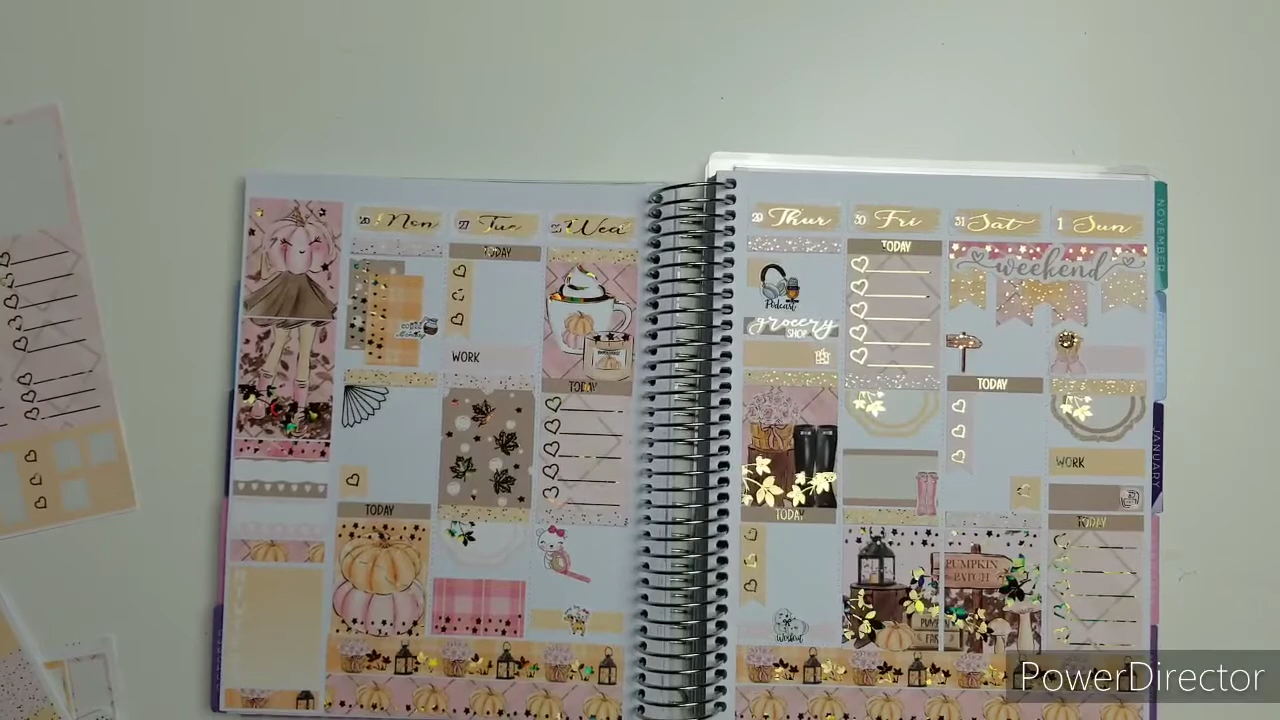 26 Mon
27 Tue
28 Wed
29 Thur
30 Fri
31 Sat
1 Sun
TODAY
WORK
TODAY
TODAY
Podcast
grocery
SHOP
TODAY
TODAY
weekend
TODAY
WORK
TODAY
PUMPKIN
PATCH
NOVEMBER
JANUARY
PowerDirector